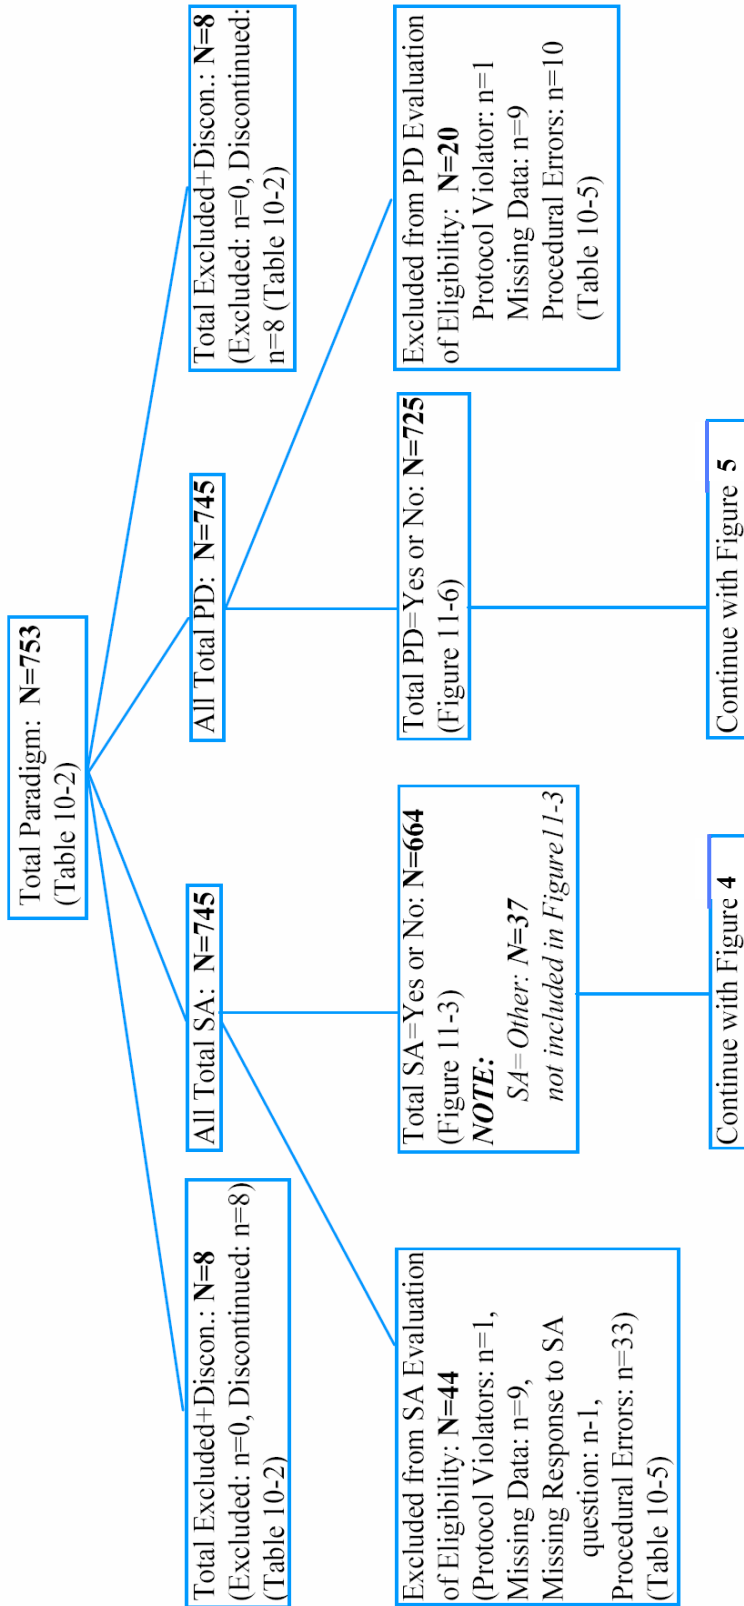 Total Paradigm: N=753
(Table 10-2)
Total Excluded+Discon.: N=8
(Excluded: n=0, Discontinued: n=8)
(Table 10-2)
All Total SA: N=745
All Total PD: N=745
Total Excluded+Discon.: N=8
(Excluded: n=0, Discontinued:
n=8 (Table 10-2)
Excluded from SA Evaluation
of Eligibility: N=44
(Protocol Violators: n=1,
Missing Data: n=9,
Missing Response to SA
question: n-1,
Procedural Errors: n=33)
(Table 10-5)
Total SA=Yes or No: N=664
(Figure 11-3)
NOTE:
SA=Other: N=37
not included in Figure11-3
Total PD=Yes or No: N=725
(Figure 11-6)
Excluded from PD Evaluation
of Eligibility: N=20
Protocol Violator: n=1
Missing Data: n=9
Procedural Errors: n=10
(Table 10-5)
Continue with Figure 4
Continue with Figure 5